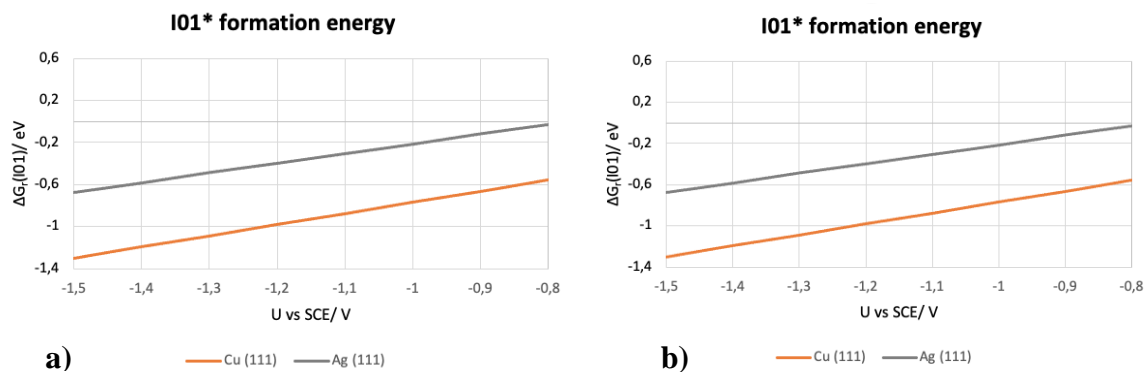 I01* formation energy
0,6
0,2
-0,2
-0,6
-1
-1,4
ΔGᵣ(I01)/ eV
-1,5 -1,4 -1,3 -1,2 -1,1 -1 -0,9 -0,8
U vs SCE/ V
a) Cu (111) Ag (111)
I01* formation energy
0,6
0,2
-0,2
-0,6
-1
-1,4
ΔGᵣ(I01)/ eV
-1,5 -1,4 -1,3 -1,2 -1,1 -1 -0,9 -0,8
U vs SCE/ V
b) Cu (111) Ag (111)